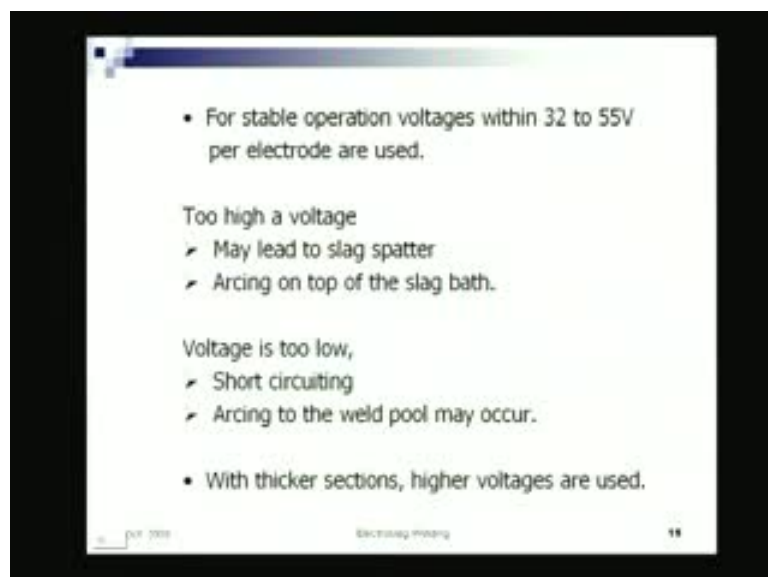 • For stable operation voltages within 32 to 55V
per electrode are used.
Too high a voltage
➢ May lead to slag spatter
➢ Arcing on top of the slag bath.
Voltage is too low,
➢ Short circuiting
➢ Arcing to the weld pool may occur.
• With thicker sections, higher voltages are used.
Electroslag Welding